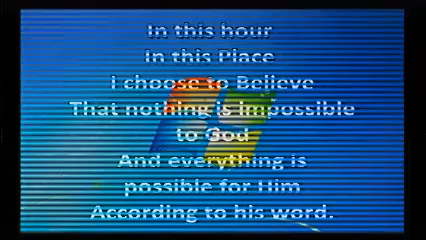 In this hour
In this Place
I choose to Believe
That nothing is impossible
to God
And everything is
possible for Him
According to his word.